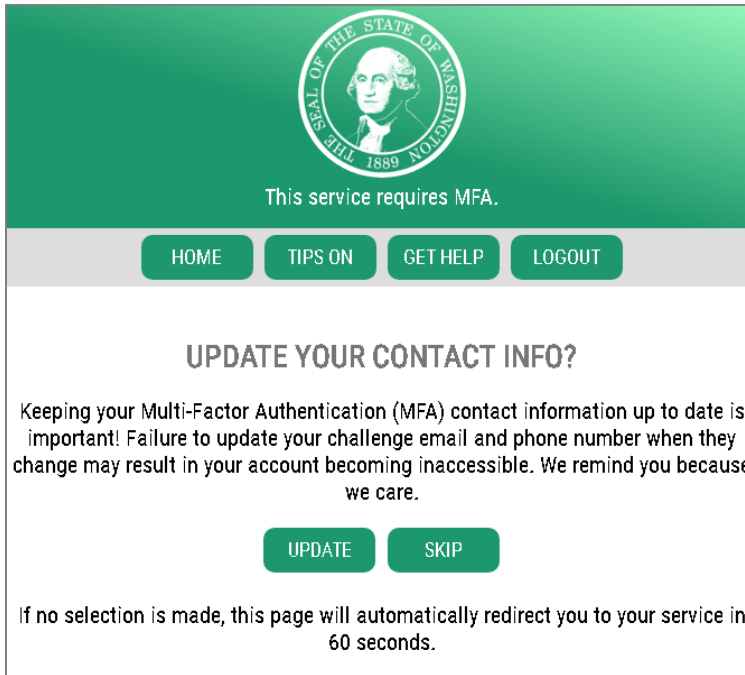 THE SEAL OF THE STATE OF WASHINGTON
1889
This service requires MFA.
HOME TIPS ON GET HELP LOGOUT
UPDATE YOUR CONTACT INFO?
Keeping your Multi-Factor Authentication (MFA) contact information up to date is
important! Failure to update your challenge email and phone number when they
change may result in your account becoming inaccessible. We remind you because
we care.
UPDATE SKIP
If no selection is made, this page will automatically redirect you to your service in
60 seconds.